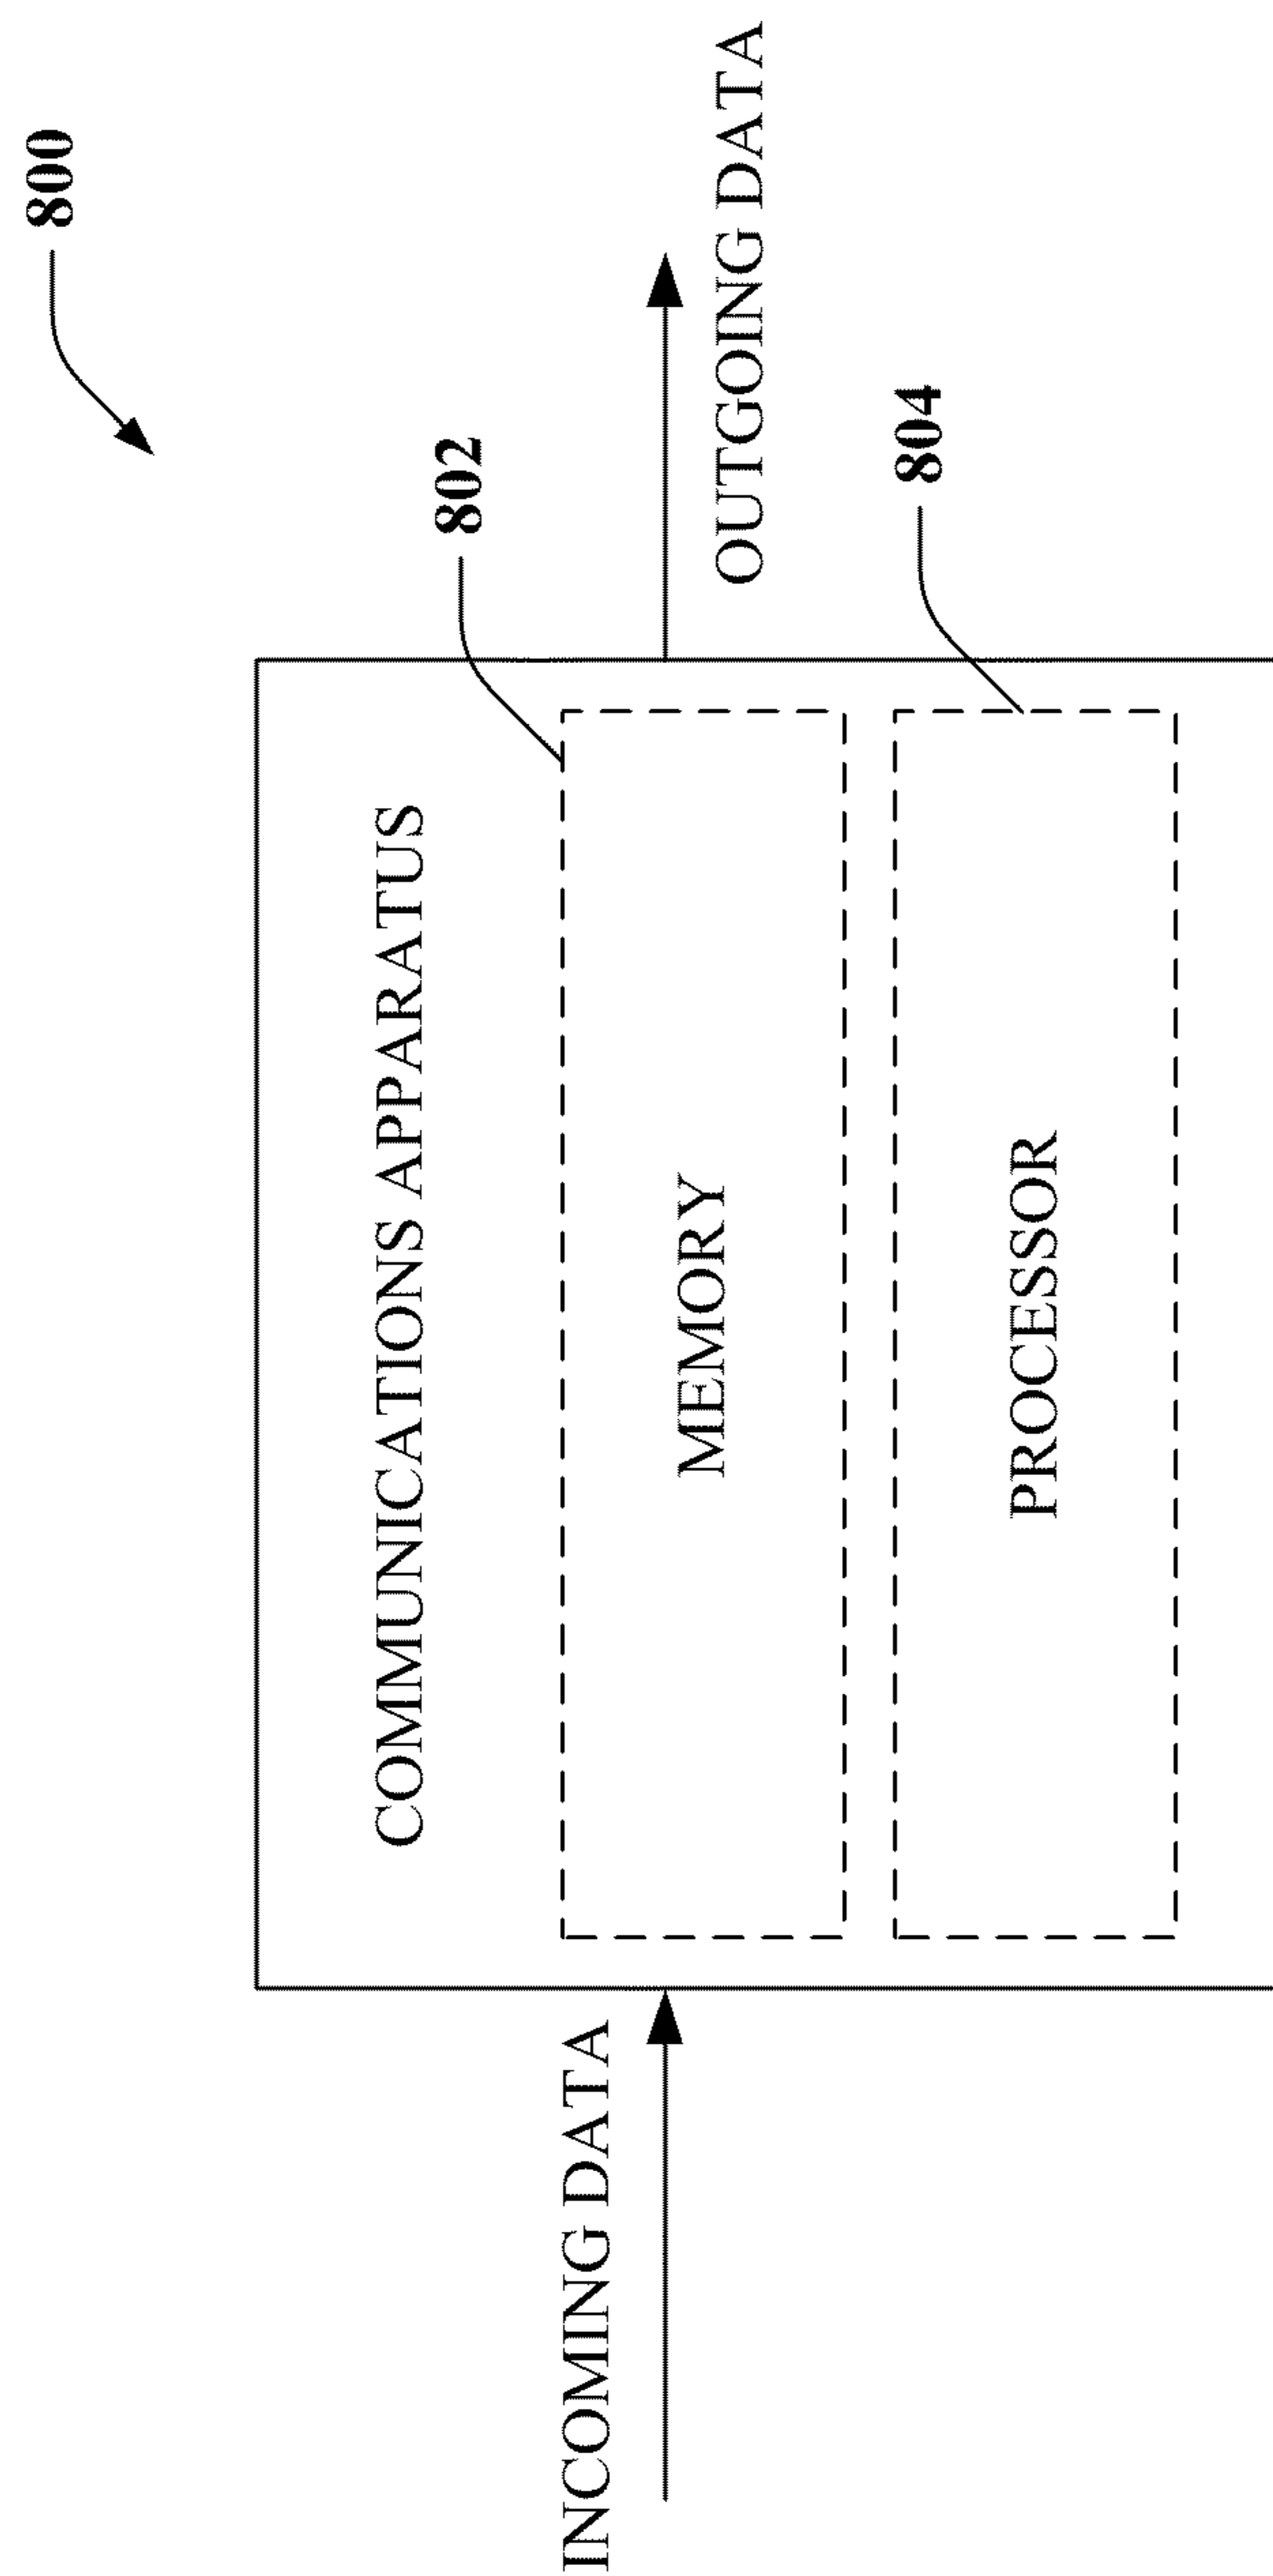 800
COMMUNICATIONS APPARATUS
802
INCOMING DATA
MEMORY
OUTGOING DATA
804
PROCESSOR